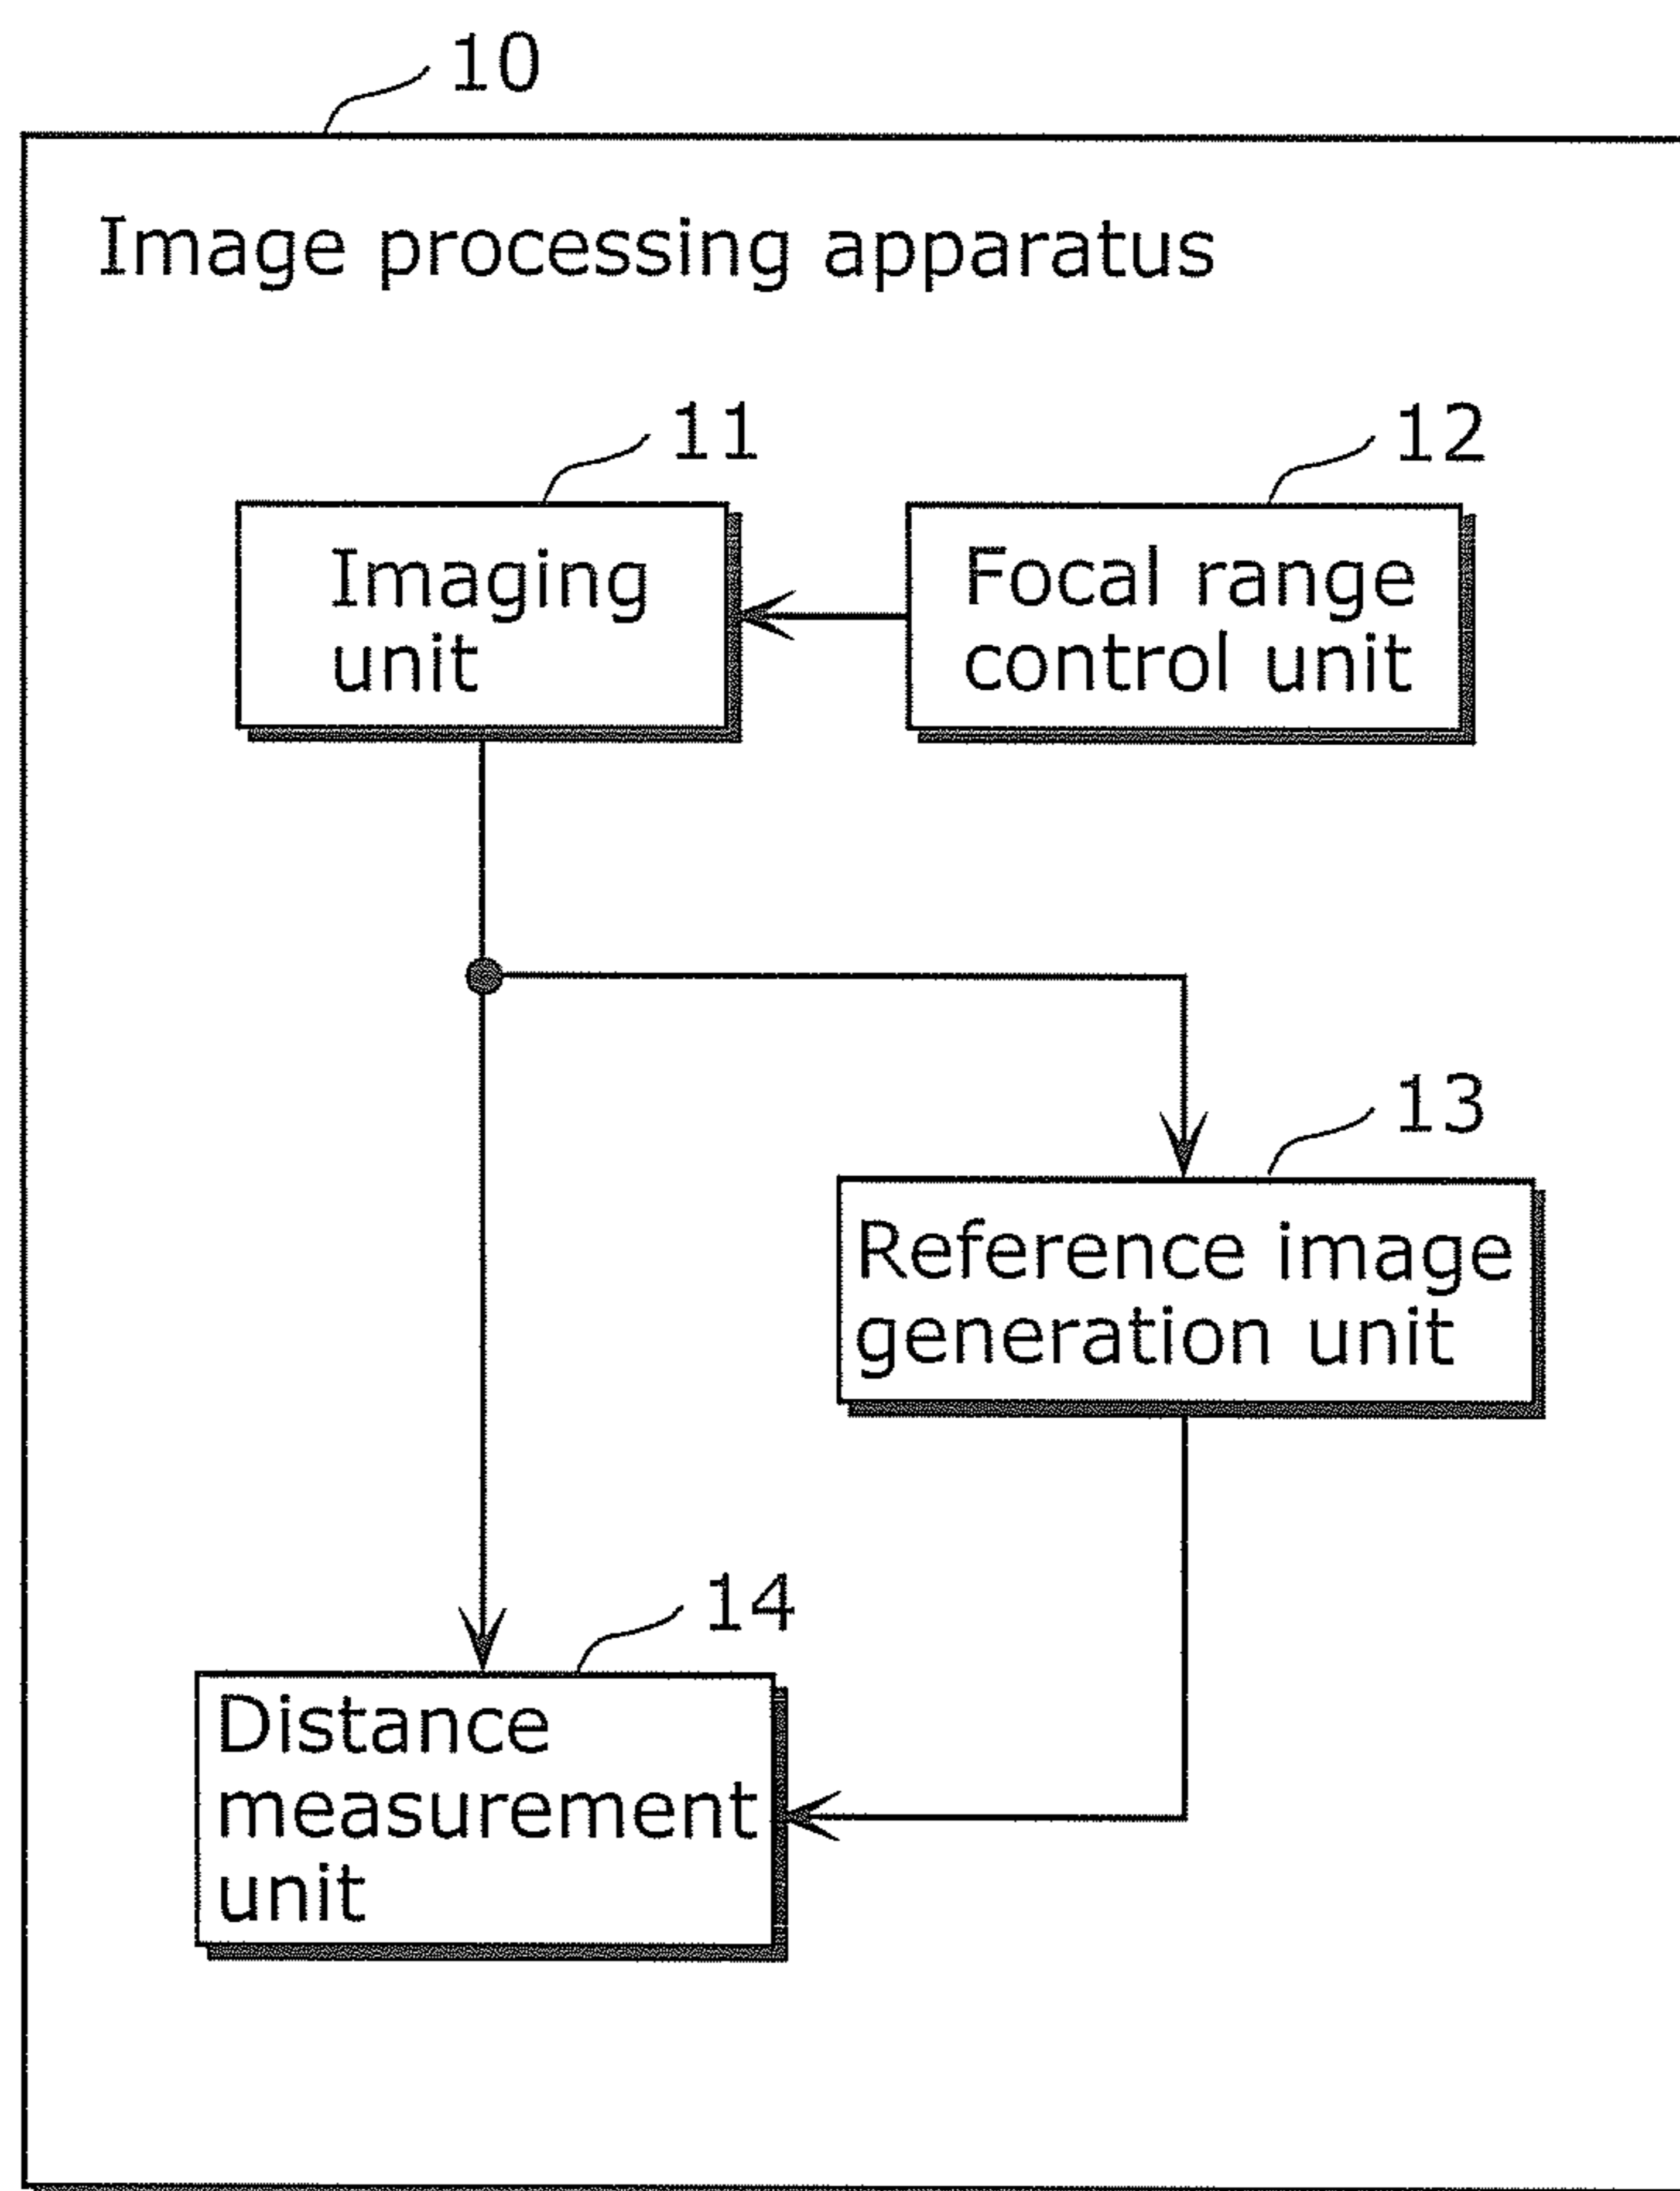 10
Image processing apparatus
11
12
Imaging
unit
Focal range
control unit
13
Reference image
generation unit
14
Distance
measurement
unit